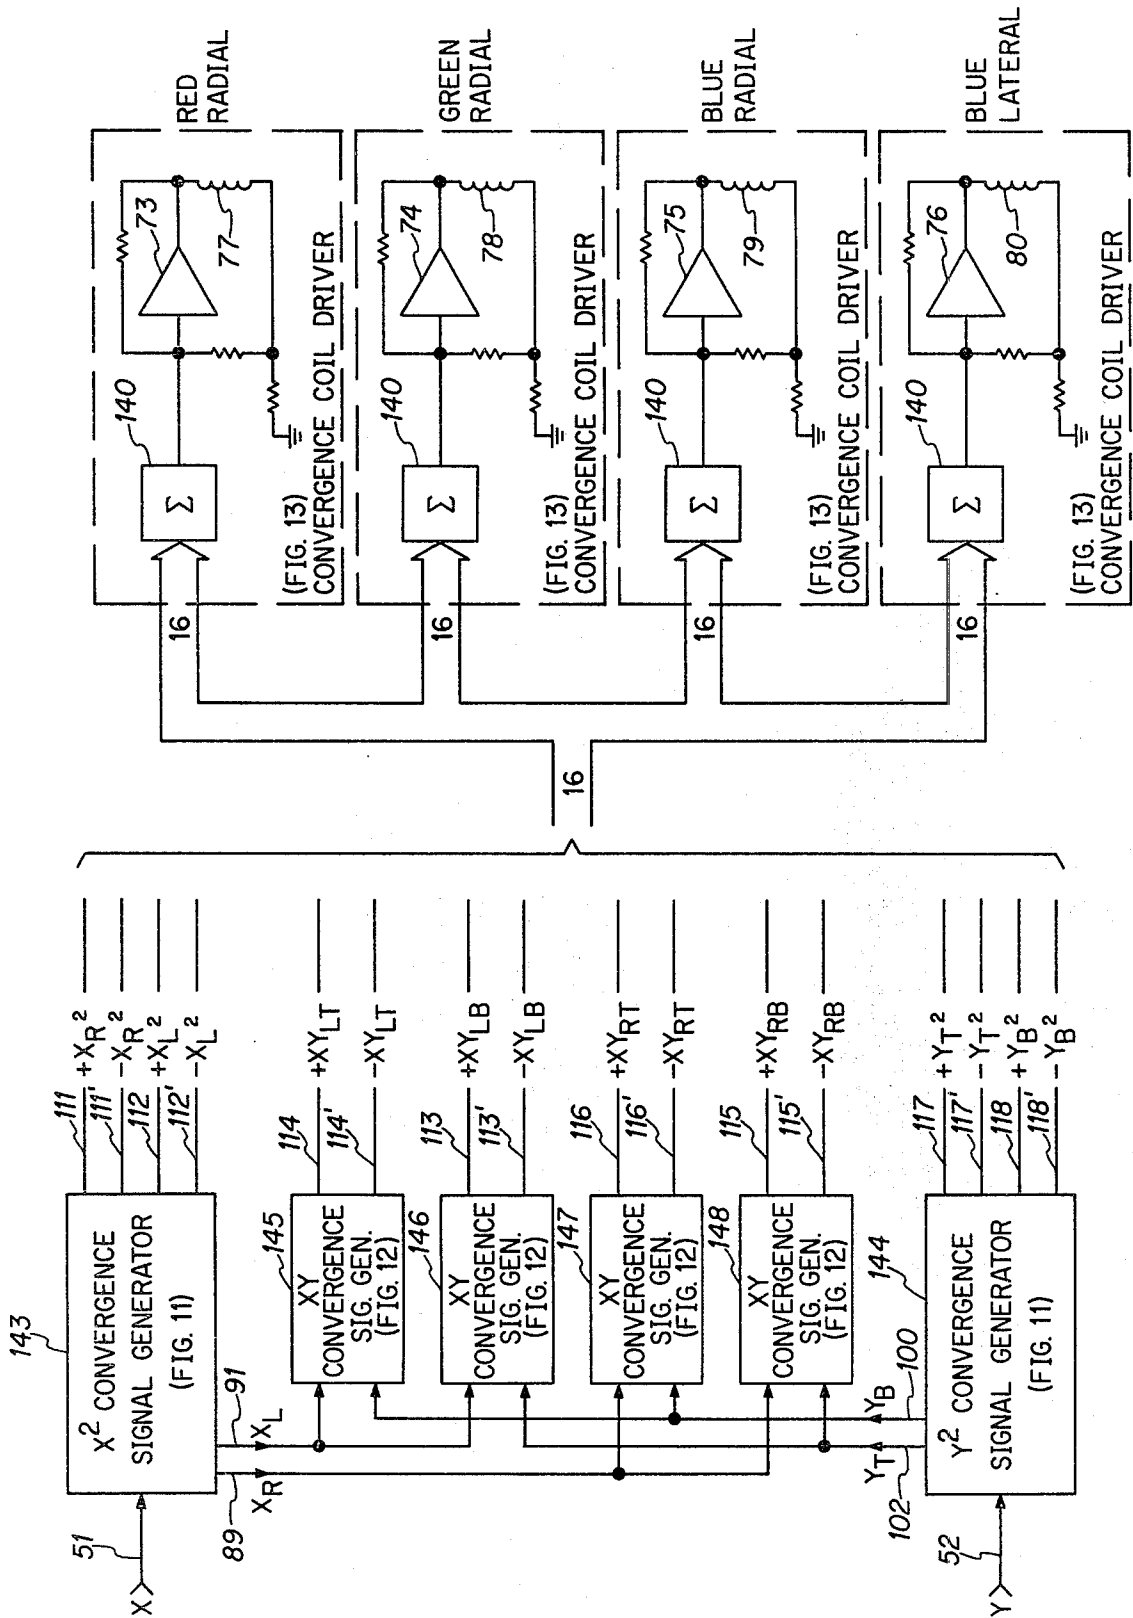 X
51
143
X² CONVERGENCE
SIGNAL GENERATOR
(FIG. 11)
111
+X_R²
111'
-X_R²
112
+X_L²
112'
-X_L²
89
X_R
91
X_L
145
XY
CONVERGENCE
SIG. GEN.
(FIG. 12)
114
+XY_LT
114'
-XY_LT
146
XY
CONVERGENCE
SIG. GEN.
(FIG. 12)
113
+XY_LB
113'
-XY_LB
147
XY
CONVERGENCE
SIG. GEN.
(FIG. 12)
116
+XY_RT
116'
-XY_RT
148
XY
CONVERGENCE
SIG. GEN.
(FIG. 12)
115
+XY_RB
115'
-XY_RB
Y_T
102
Y_B
100
Y
52
144
Y² CONVERGENCE
SIGNAL GENERATOR
(FIG. 11)
117
+Y_T²
117'
-Y_T²
118
+Y_B²
118'
-Y_B²
16
16
140
Σ
73
77
(FIG. 13)
CONVERGENCE COIL DRIVER
RED
RADIAL
16
140
Σ
74
78
(FIG. 13)
CONVERGENCE COIL DRIVER
GREEN
RADIAL
16
140
Σ
75
79
(FIG. 13)
CONVERGENCE COIL DRIVER
BLUE
RADIAL
16
140
Σ
76
80
(FIG. 13)
CONVERGENCE COIL DRIVER
BLUE
LATERAL